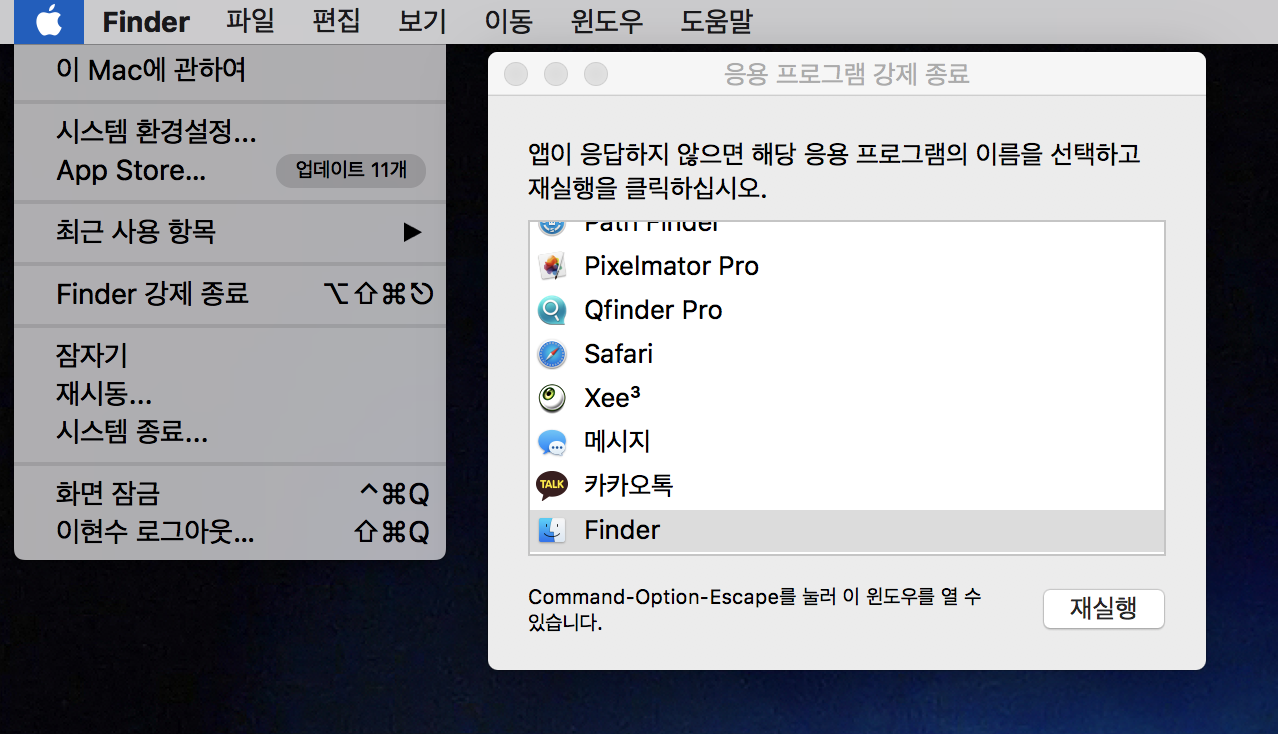 Finder 파일 편집 보기 이동 윈도우 도움말
이 Mac에 관하여
시스템 환경설정...
App Store... 업데이트 11개
최근 사용 항목 ▶
Finder 강제 종료 ⌥⇧⌘⎋
잠자기
재시동...
시스템 종료...
화면 잠금 ^⌘Q
이현수 로그아웃... ⇧⌘Q
응용 프로그램 강제 종료
앱이 응답하지 않으면 해당 응용 프로그램의 이름을 선택하고
재실행을 클릭하십시오.
Path Finder
Pixelmator Pro
Qfinder Pro
Safari
Xee³
메시지
TALK 카카오톡
Finder
Command-Option-Escape를 눌러 이 윈도우를 열 수
있습니다.
재실행